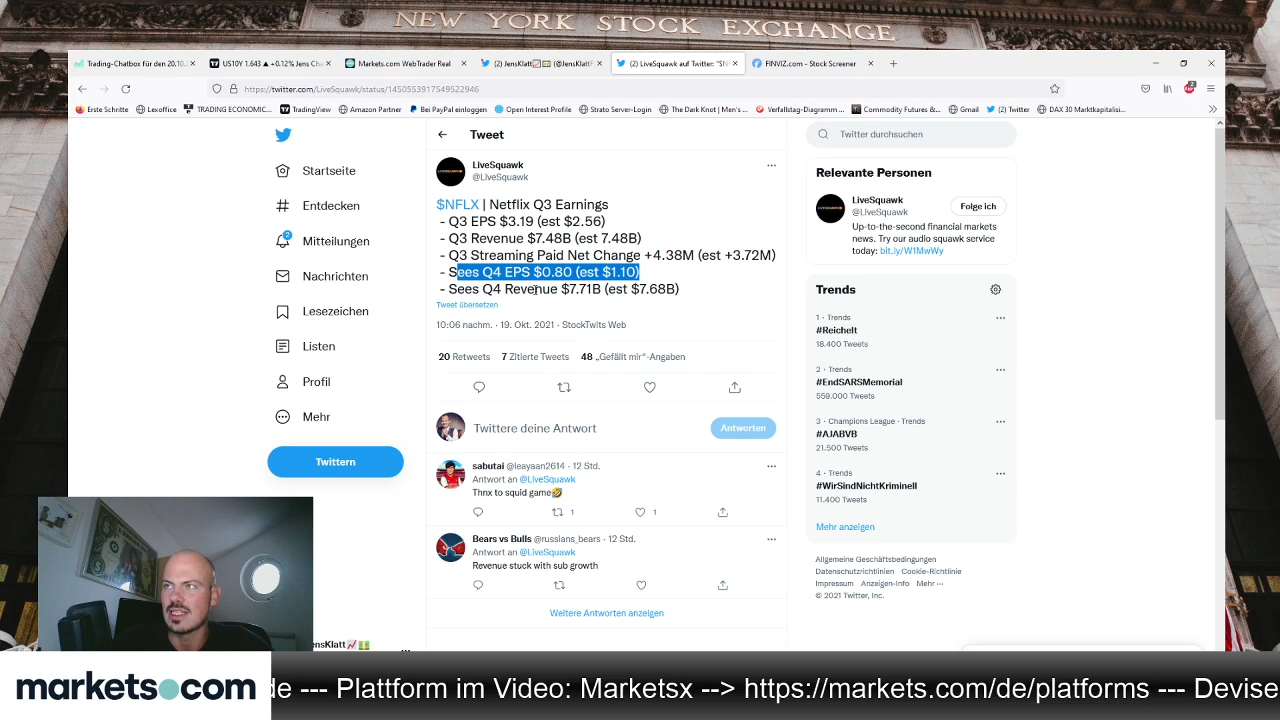 NEW YORK STOCK EXCHANGE
Trading-Chatbox für den 20.10.
US10Y 1.643 ▲ +0.12% Jens Cha
Markets.com WebTrader Real
(2) JensKlatt📈💵 (@JensKlattF
(2) LiveSquawk auf Twitter: "$N
FINVIZ.com - Stock Screener
https://twitter.com/LiveSquawk/status/1450553917549522946
Erste Schritte
Lexoffice
TRADING ECONOMIC...
TradingView
Amazon Partner
Bei PayPal einloggen
Open Interest Profile
Strato Server-Login
The Dark Knot | Men's ...
Verfallstag-Diagramm ...
Commodity Futures &...
Gmail
(2) Twitter
DAX 30 Marktkapitalisi...
Startseite
Entdecken
2
Mitteilungen
Nachrichten
Lesezeichen
Listen
Profil
Mehr
Twittern
JensKlatt📈💵
Tweet
LiveSquawk
@LiveSquawk
$NFLX | Netflix Q3 Earnings
- Q3 EPS $3.19 (est $2.56)
- Q3 Revenue $7.48B (est 7.48B)
- Q3 Streaming Paid Net Change +4.38M (est +3.72M)
- Sees Q4 EPS $0.80 (est $1.10)
- Sees Q4 Revenue $7.71B (est $7.68B)
Tweet übersetzen
10:06 nachm. · 19. Okt. 2021 · StockTwits Web
20 Retweets 7 Zitierte Tweets 48 „Gefällt mir“-Angaben
Twittere deine Antwort
Antworten
sabutai @leayaan2614 · 12 Std.
Antwort an @LiveSquawk
Thnx to squid game🤣
1 1
Bears vs Bulls @russians_bears · 12 Std.
Antwort an @LiveSquawk
Revenue stuck with sub growth
Weitere Antworten anzeigen
Twitter durchsuchen
Relevante Personen
LiveSquawk
@LiveSquawk
Folge ich
Up-to-the-second financial markets
news. Try our audio squawk service
today: bit.ly/W1MwWy
Trends
1 · Trends
#Reichelt
18.400 Tweets
2 · Trends
#EndSARSMemorial
559.000 Tweets
3 · Champions League · Trends
#AJABVB
21.500 Tweets
4 · Trends
#WirSindNichtKriminell
11.400 Tweets
Mehr anzeigen
Allgemeine Geschäftsbedingungen
Datenschutzrichtlinien Cookie-Richtlinie
Impressum Anzeigen-Info Mehr ···
© 2021 Twitter, Inc.
markets.com
de --- Plattform im Video: Marketsx --> https://markets.com/de/platforms --- Devise